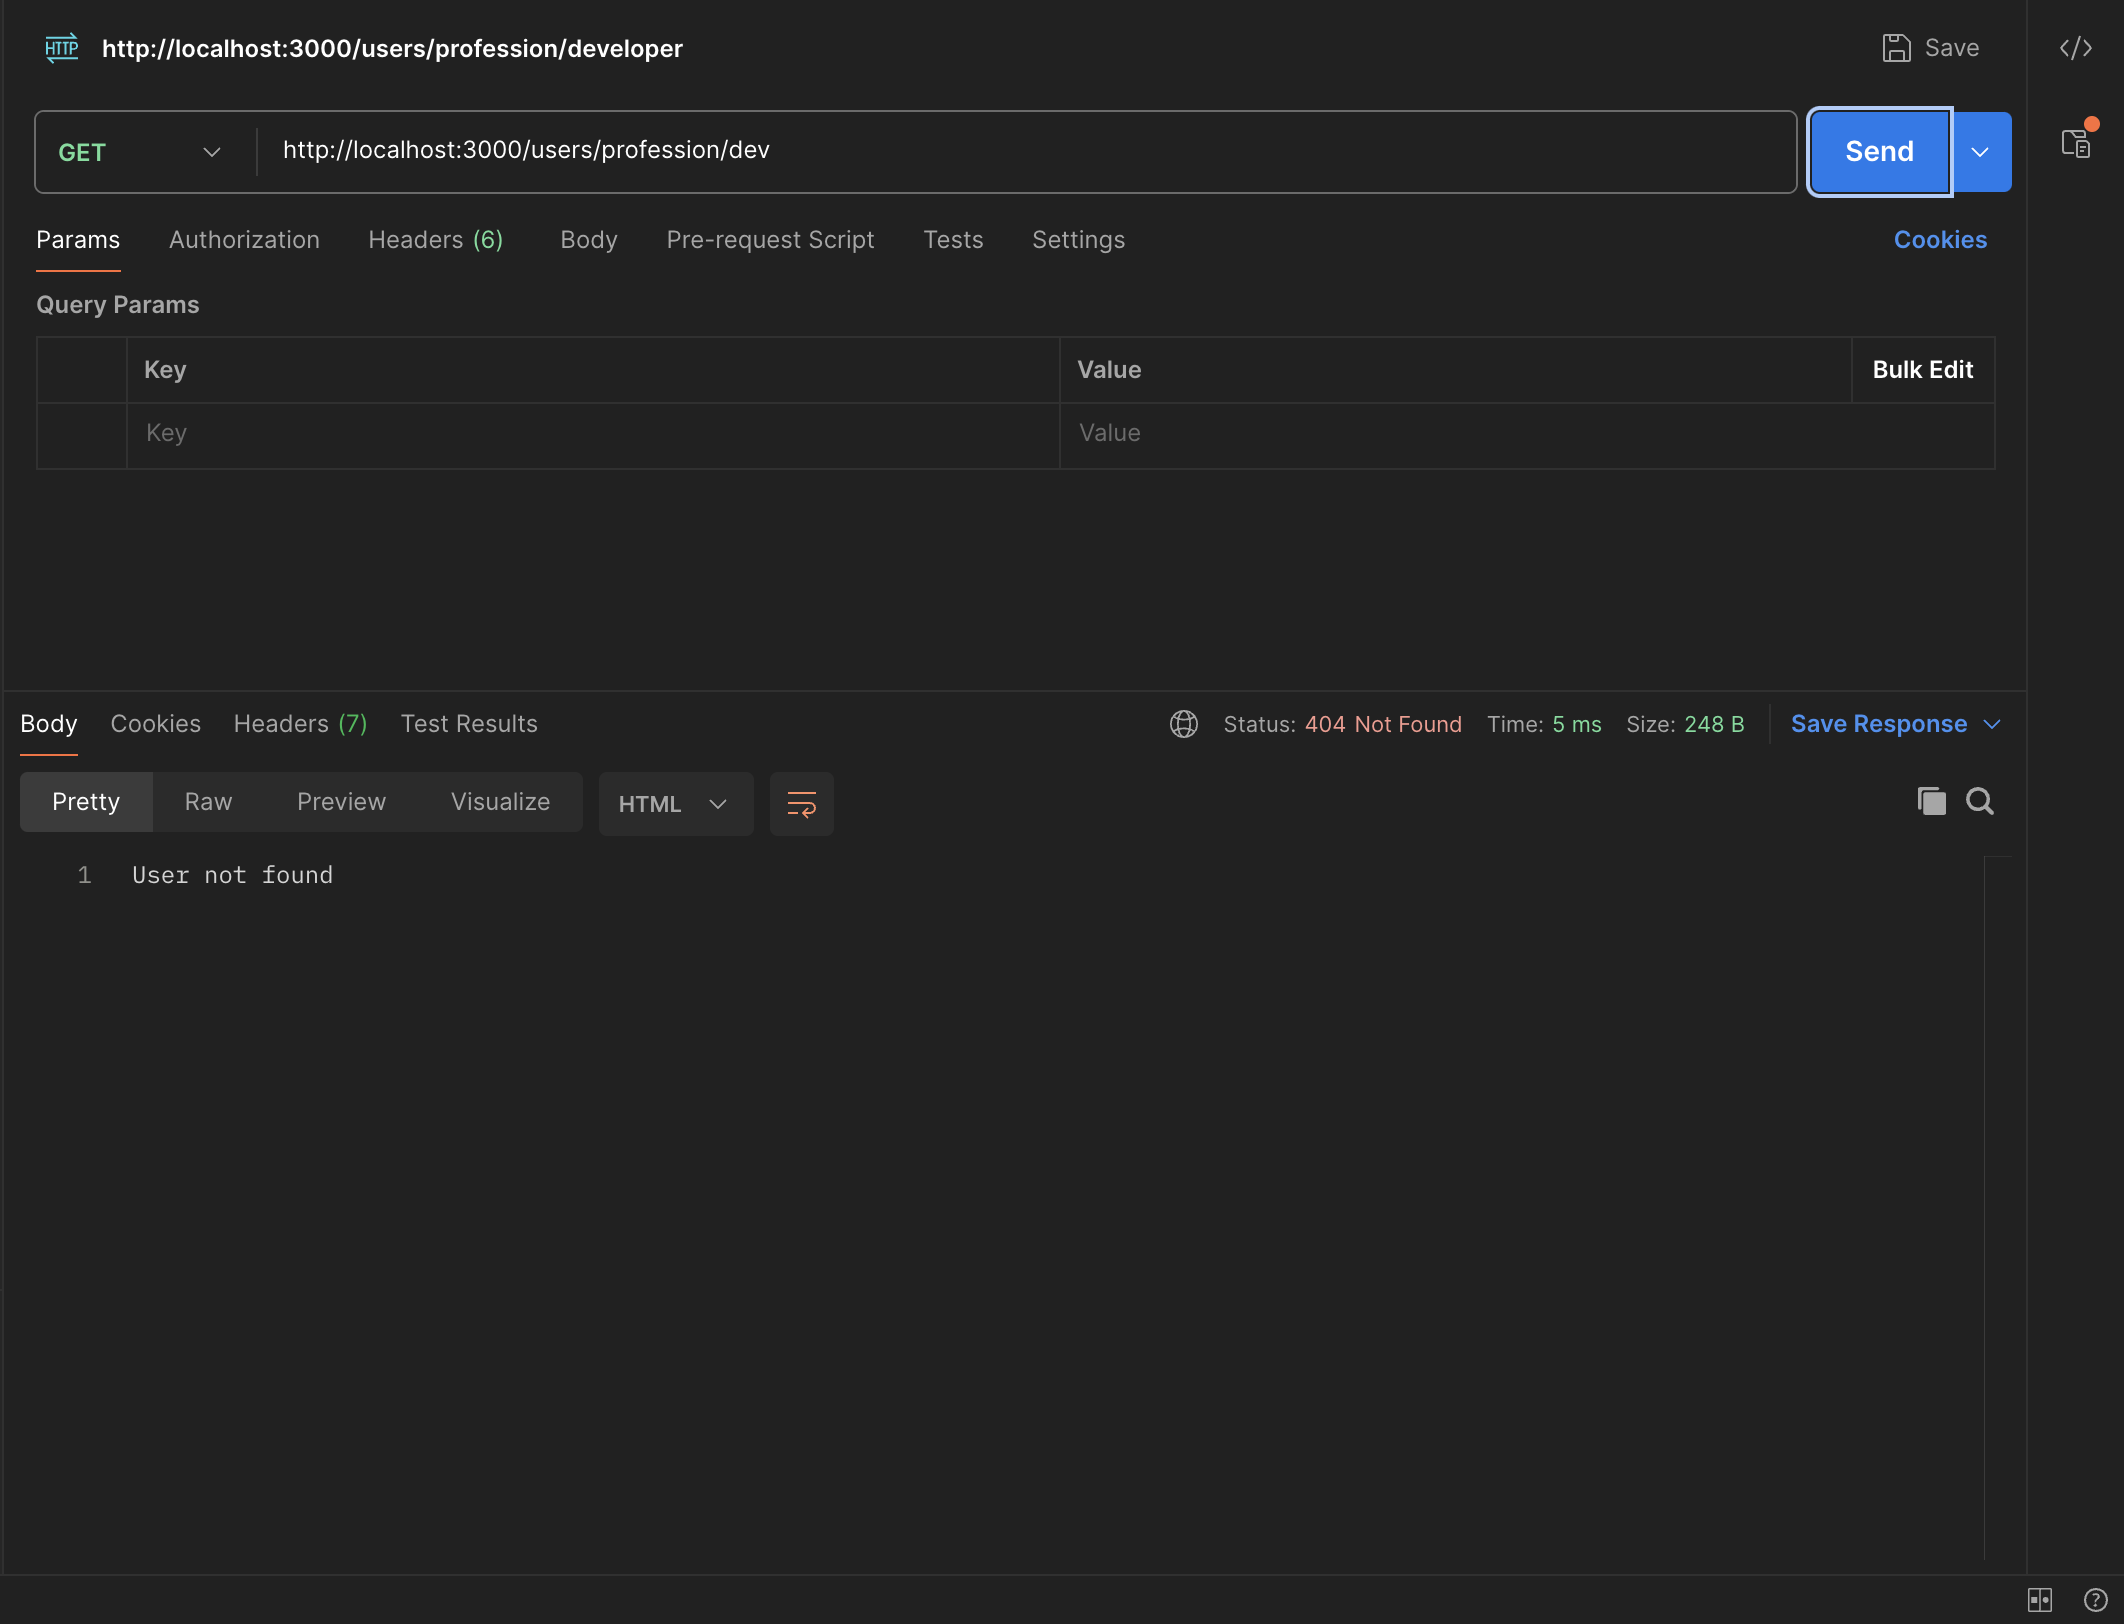 HTTP http://localhost:3000/users/profession/developer Save
GET http://localhost:3000/users/profession/dev Send
Params Authorization Headers (6) Body Pre-request Script Tests Settings Cookies
Query Params
Key Value Bulk Edit
Key Value
Body Cookies Headers (7) Test Results Status: 404 Not Found Time: 5 ms Size: 248 B Save Response
Pretty Raw Preview Visualize HTML
1 User not found